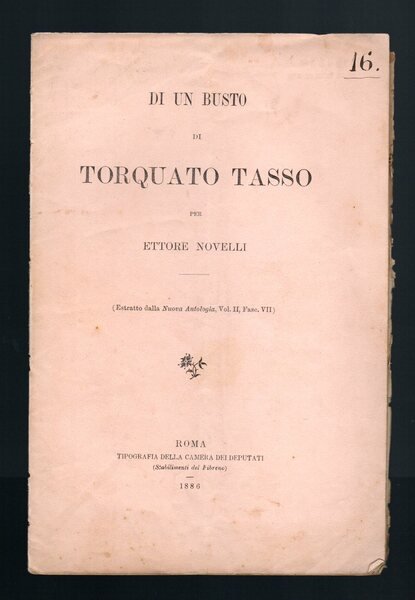 16.
DI UN BUSTO
DI
TORQUATO TASSO
PER
ETTORE NOVELLI
(Estratto dalla Nuova Antologia, Vol. II, Fasc. VII)
ROMA
TIPOGRAFIA DELLA CAMERA DEI DEPUTATI
(Stabilimenti del Fibreno)
1886